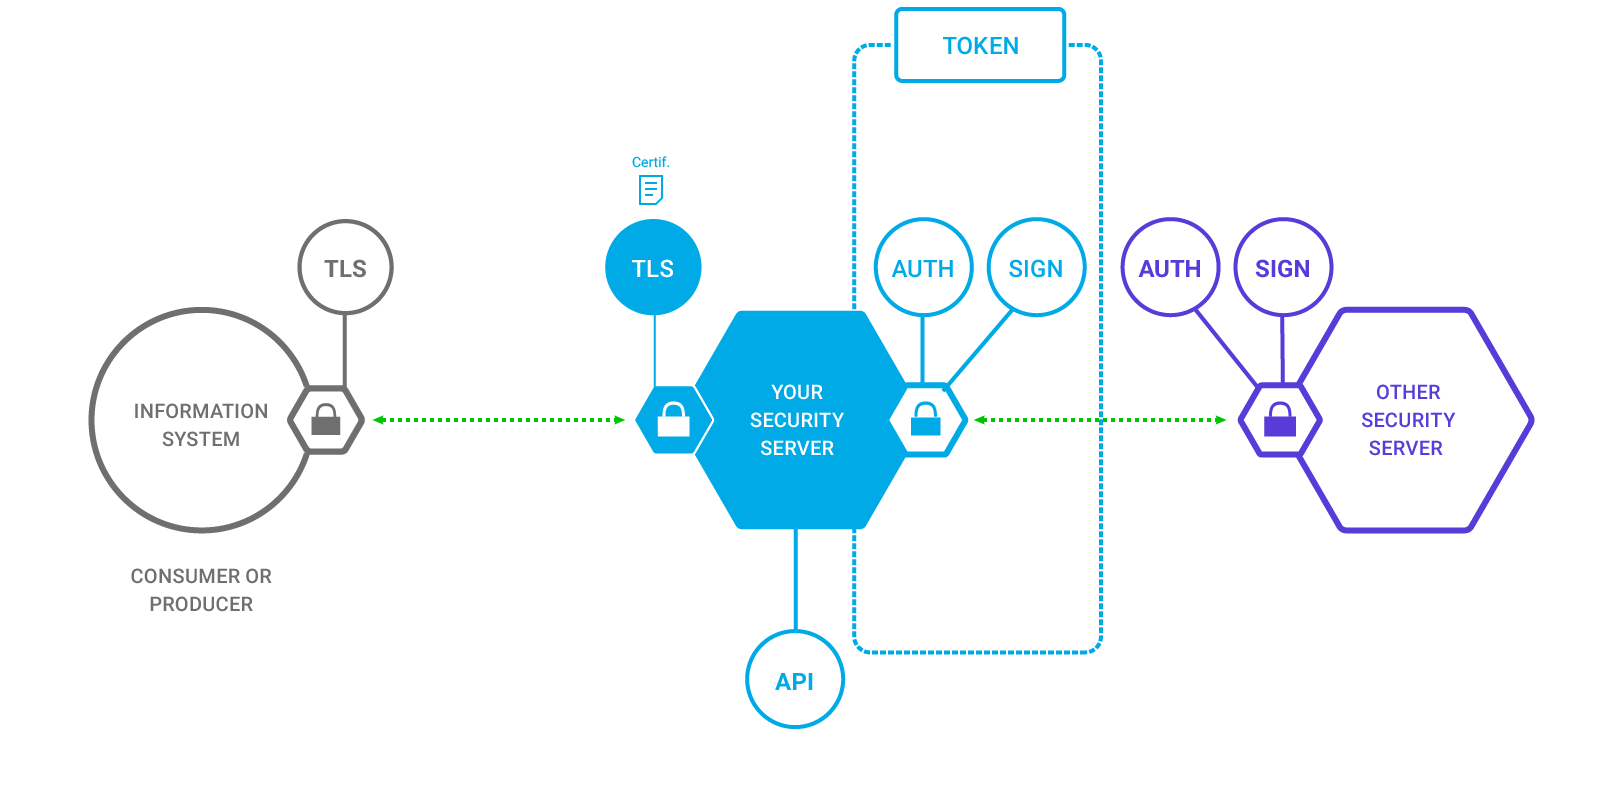 TOKEN
Certif.
TLS
TLS
AUTH
SIGN
AUTH
SIGN
INFORMATION
SYSTEM
YOUR
SECURITY
SERVER
OTHER
SECURITY
SERVER
CONSUMER OR
PRODUCER
API